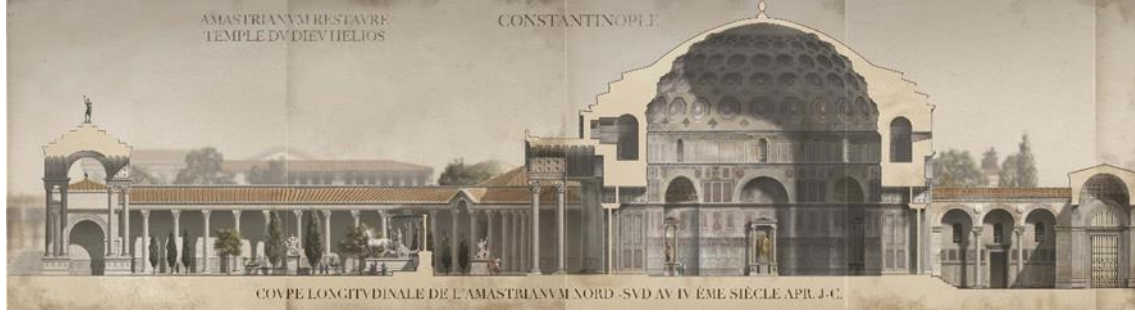 AMASTRIANVM RESTAVRE
TEMPLE DV DIEV HELIOS
CONSTANTINOPLE
COVPE LONGITVDINALE DE L'AMASTRIANVM NORD -SVD AV IV ÈME SIÈCLE APR. J-C.